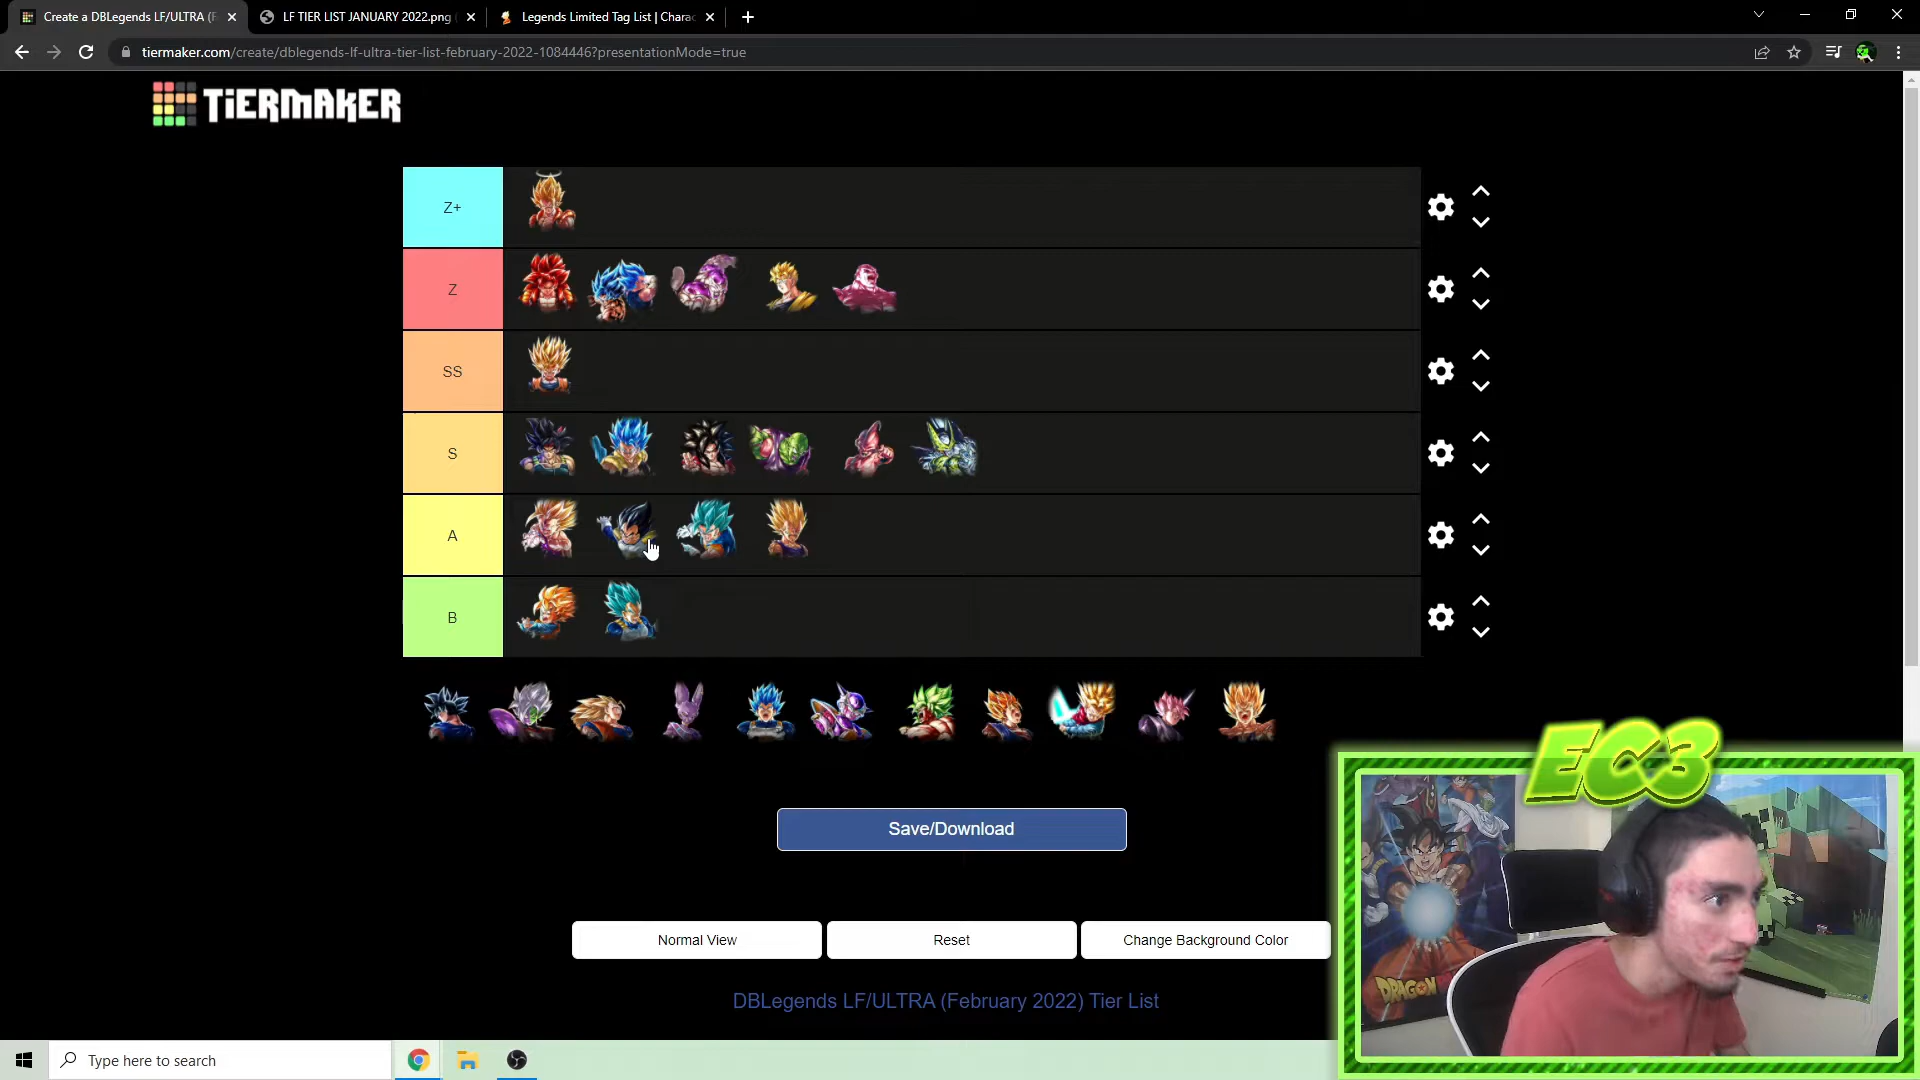 Create a DBLegends LF/ULTRA (F
LF TIER LIST JANUARY 2022.png (
Legends Limited Tag List | Charac
tiermaker.com/create/dblegends-lf-ultra-tier-list-february-2022-1084446?presentationMode=true
TiERMAKER
Z+
Z
SS
S
A
B
Save/Download
Normal View
Reset
Change Background Color
DBLegends LF/ULTRA (February 2022) Tier List
EC3
DRAGON
Type here to search